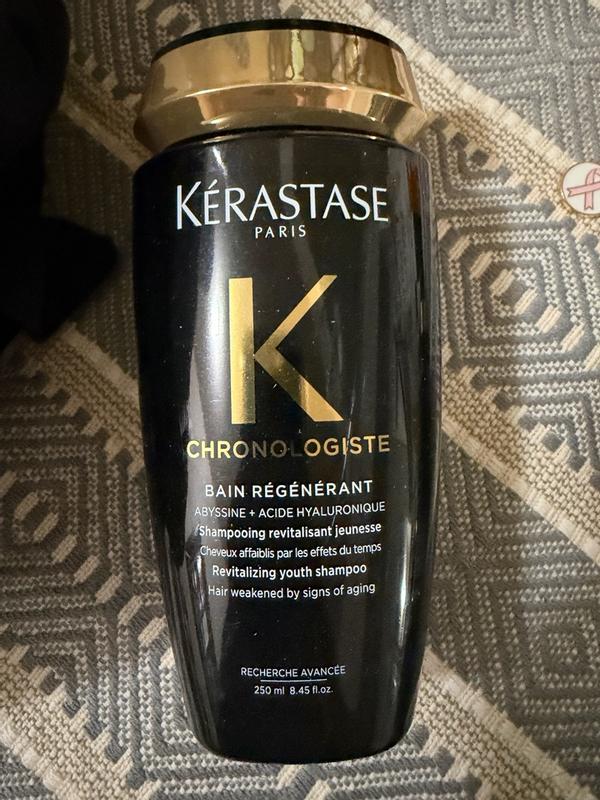 KÉRASTASE
PARIS
K
CHRONOLOGISTE
BAIN RÉGÉNÉRANT
ABYSSINE + ACIDE HYALURONIQUE
Shampooing revitalisant jeunesse
Cheveux affaiblis par les effets du temps
Revitalizing youth shampoo
Hair weakened by signs of aging
RECHERCHE AVANCÉE
250 ml 8.45 fl.oz.